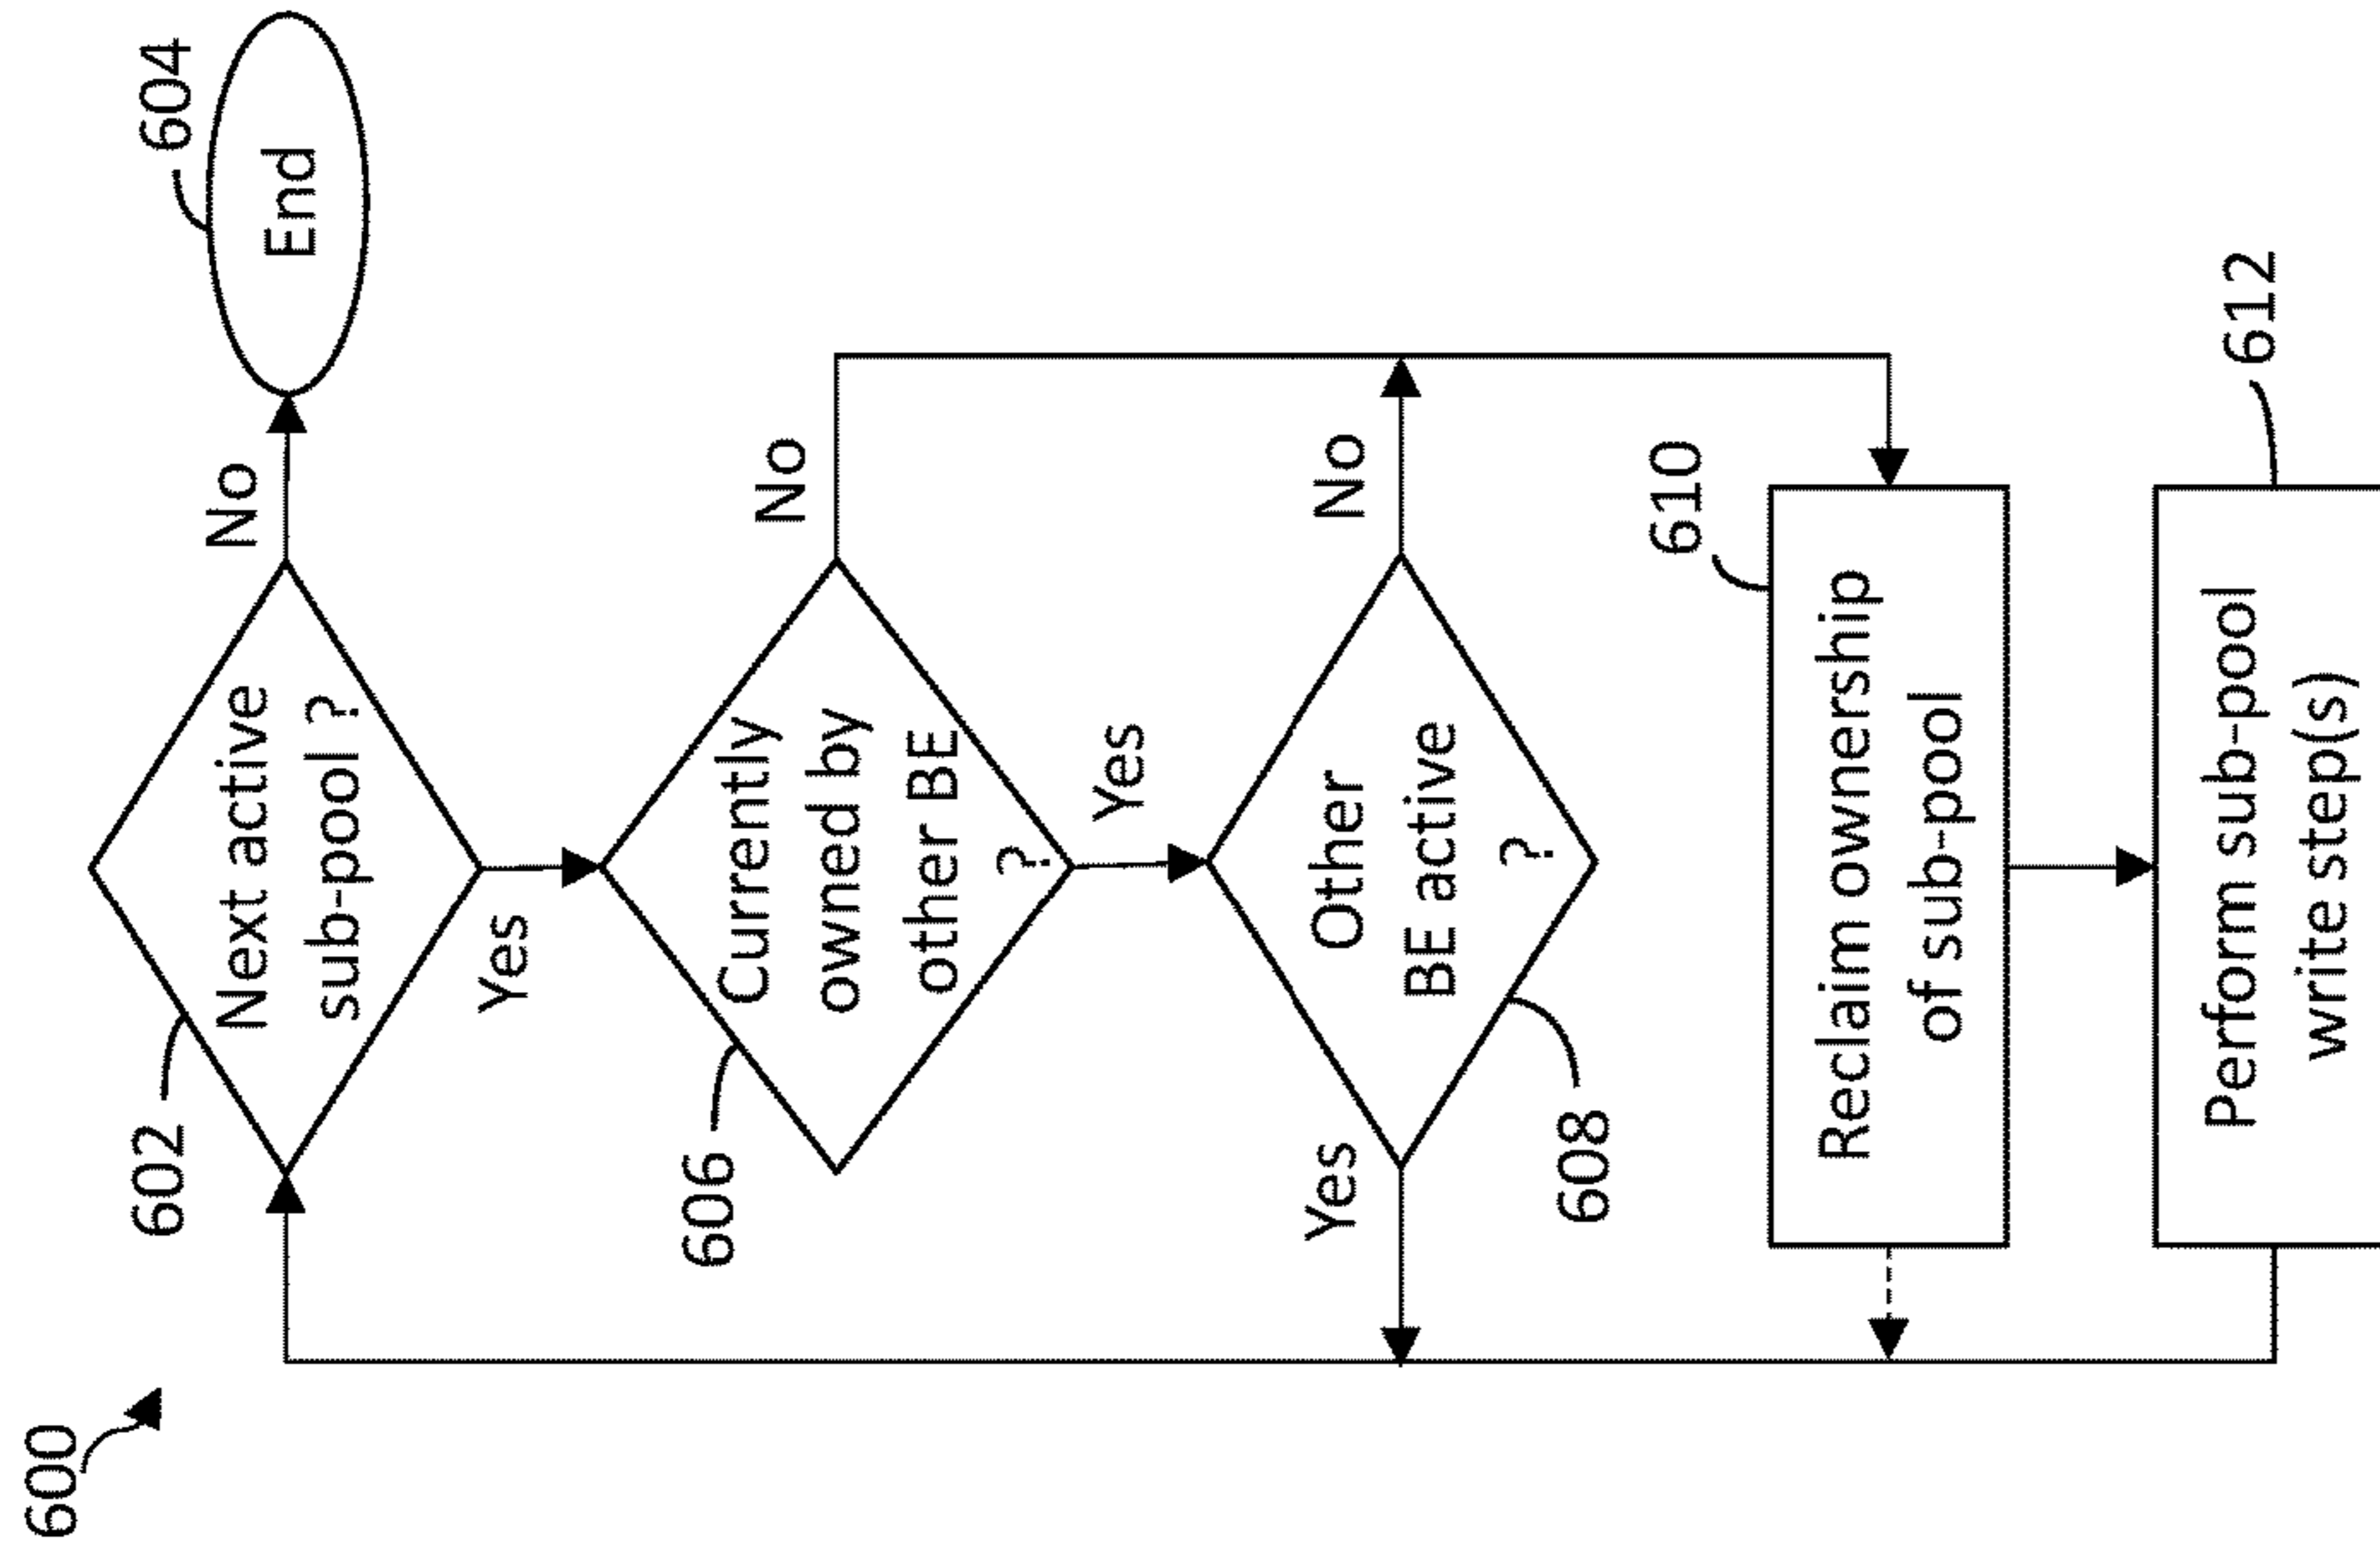 600
602
Next active
sub-pool ?
No
604
End
Yes
606
Currently
owned by
other BE
?
No
Yes
Other
BE active
?
No
Yes
608
610
Reclaim ownership
of sub-pool
612
Perform sub-pool
write step(s)